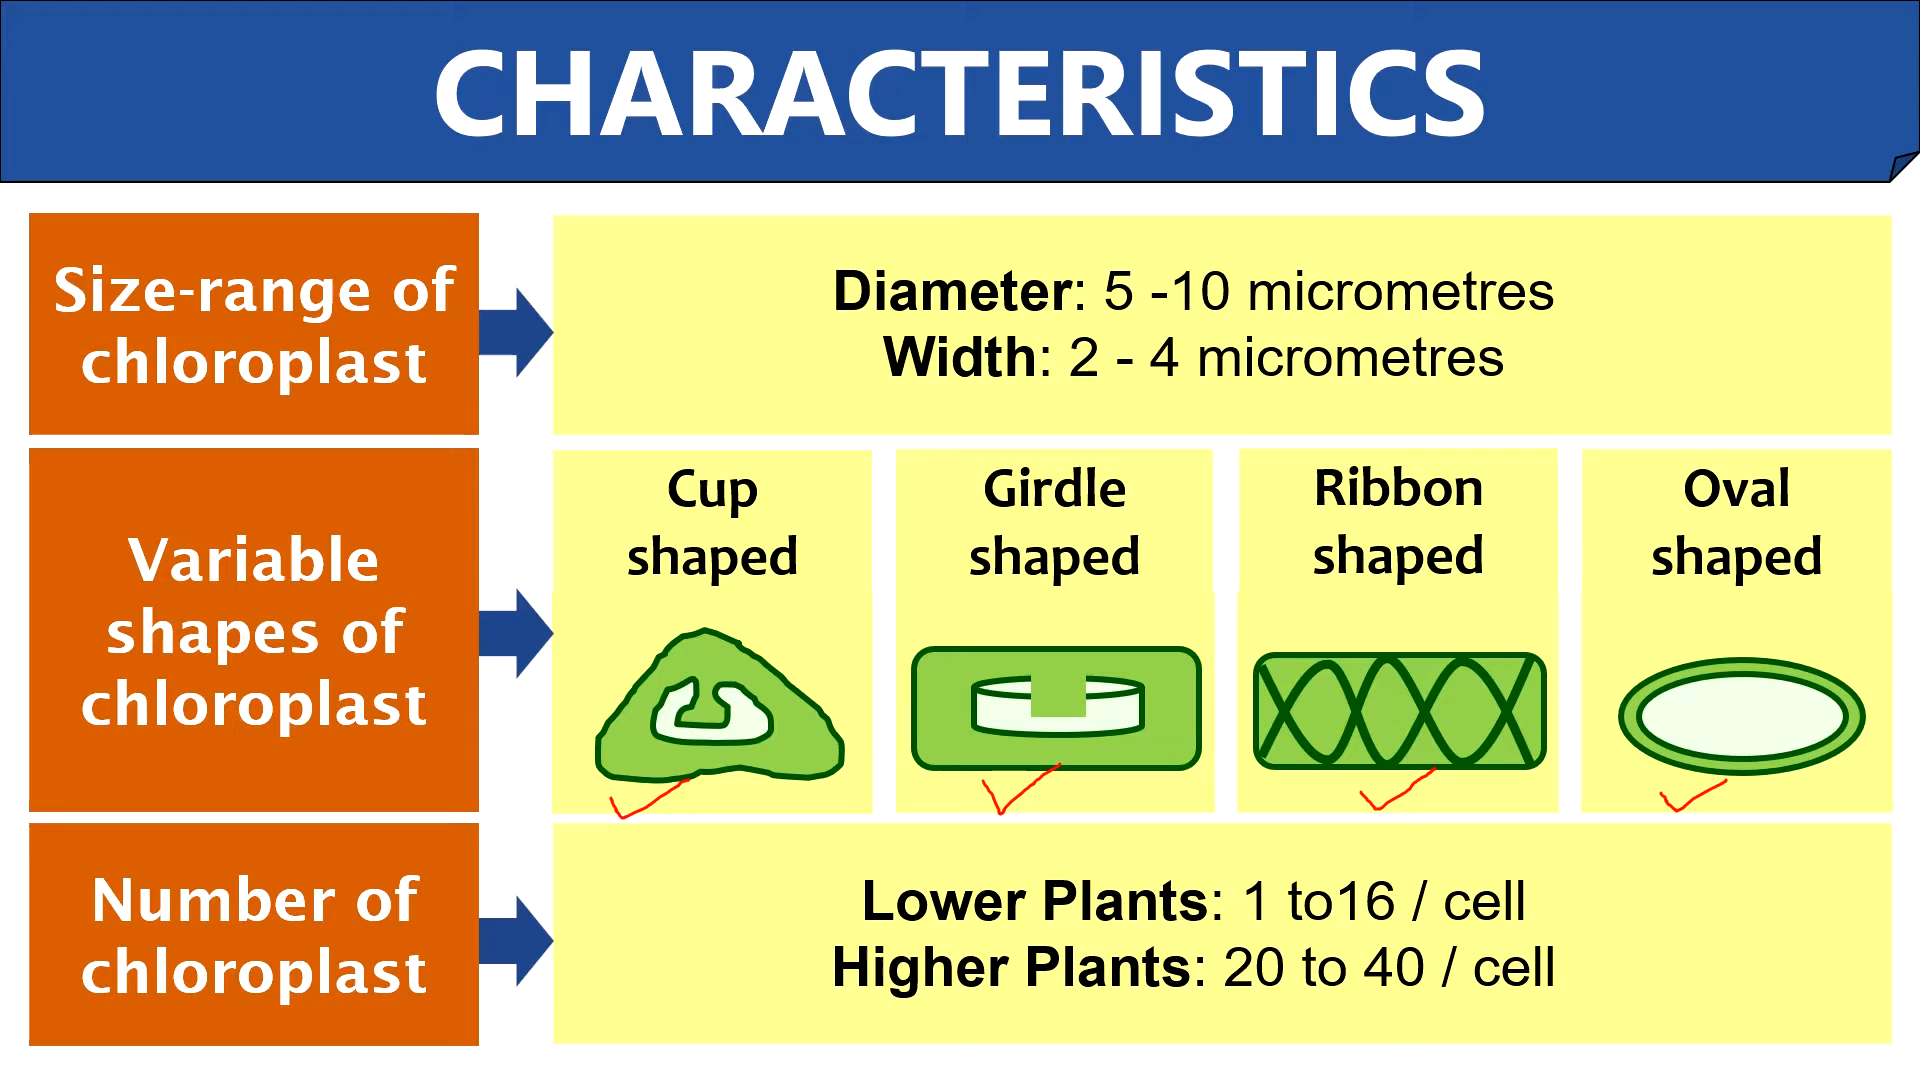 CHARACTERISTICS
Size-range of
chloroplast
Diameter: 5 -10 micrometres
Width: 2 - 4 micrometres
Variable
shapes of
chloroplast
Cup
shaped
Girdle
shaped
Ribbon
shaped
Oval
shaped
Number of
chloroplast
Lower Plants: 1 to16 / cell
Higher Plants: 20 to 40 / cell